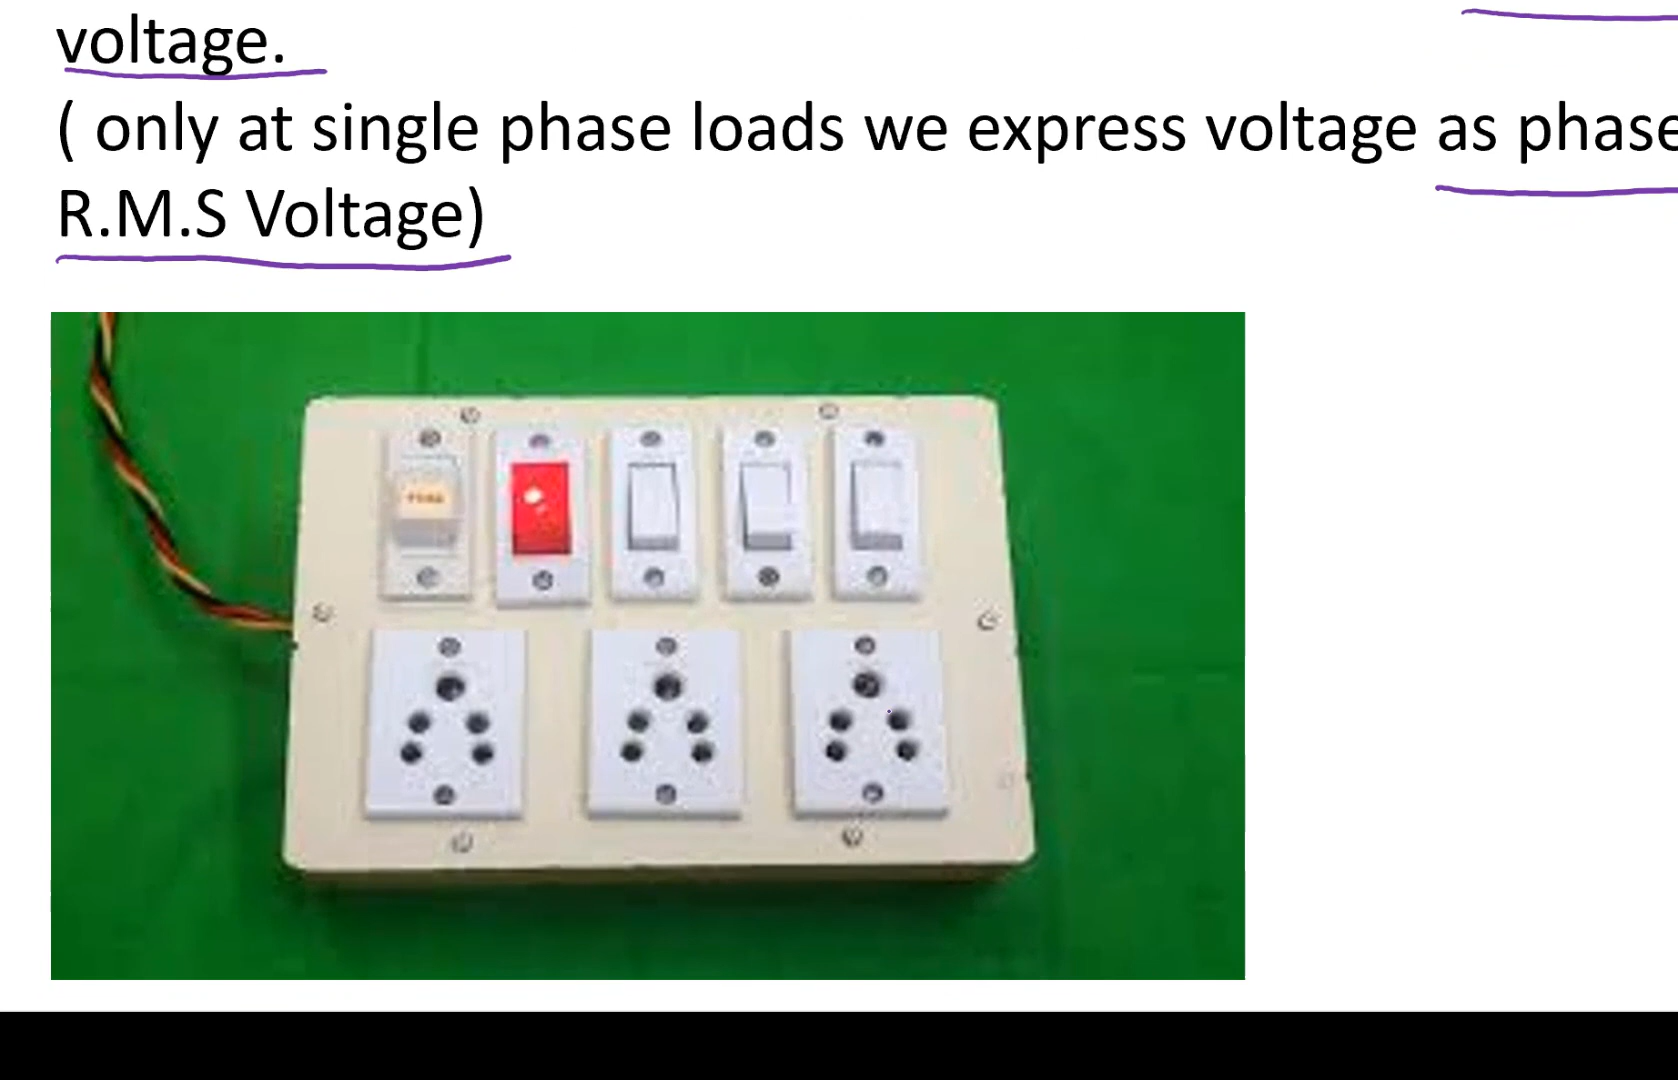 voltage.
( only at single phase loads we express voltage as phase
R.M.S Voltage)